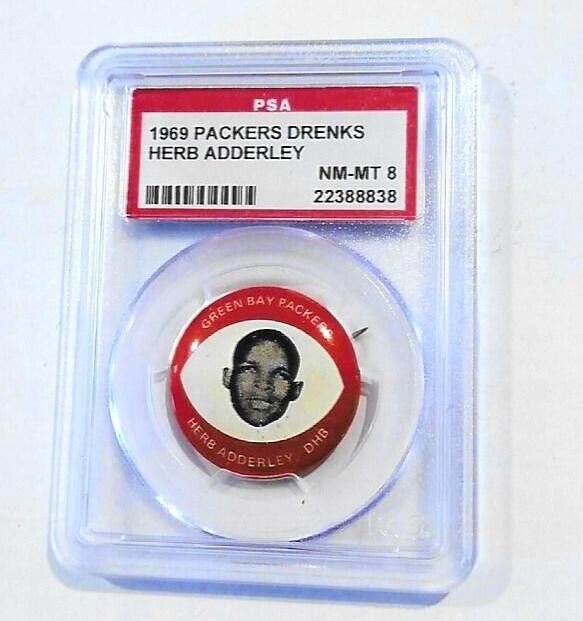 PSA
1969 PACKERS DRENKS
HERB ADDERLEY
NM-MT 8
22388838
GREEN BAY PACKERS
HERB ADDERLEY, DHB